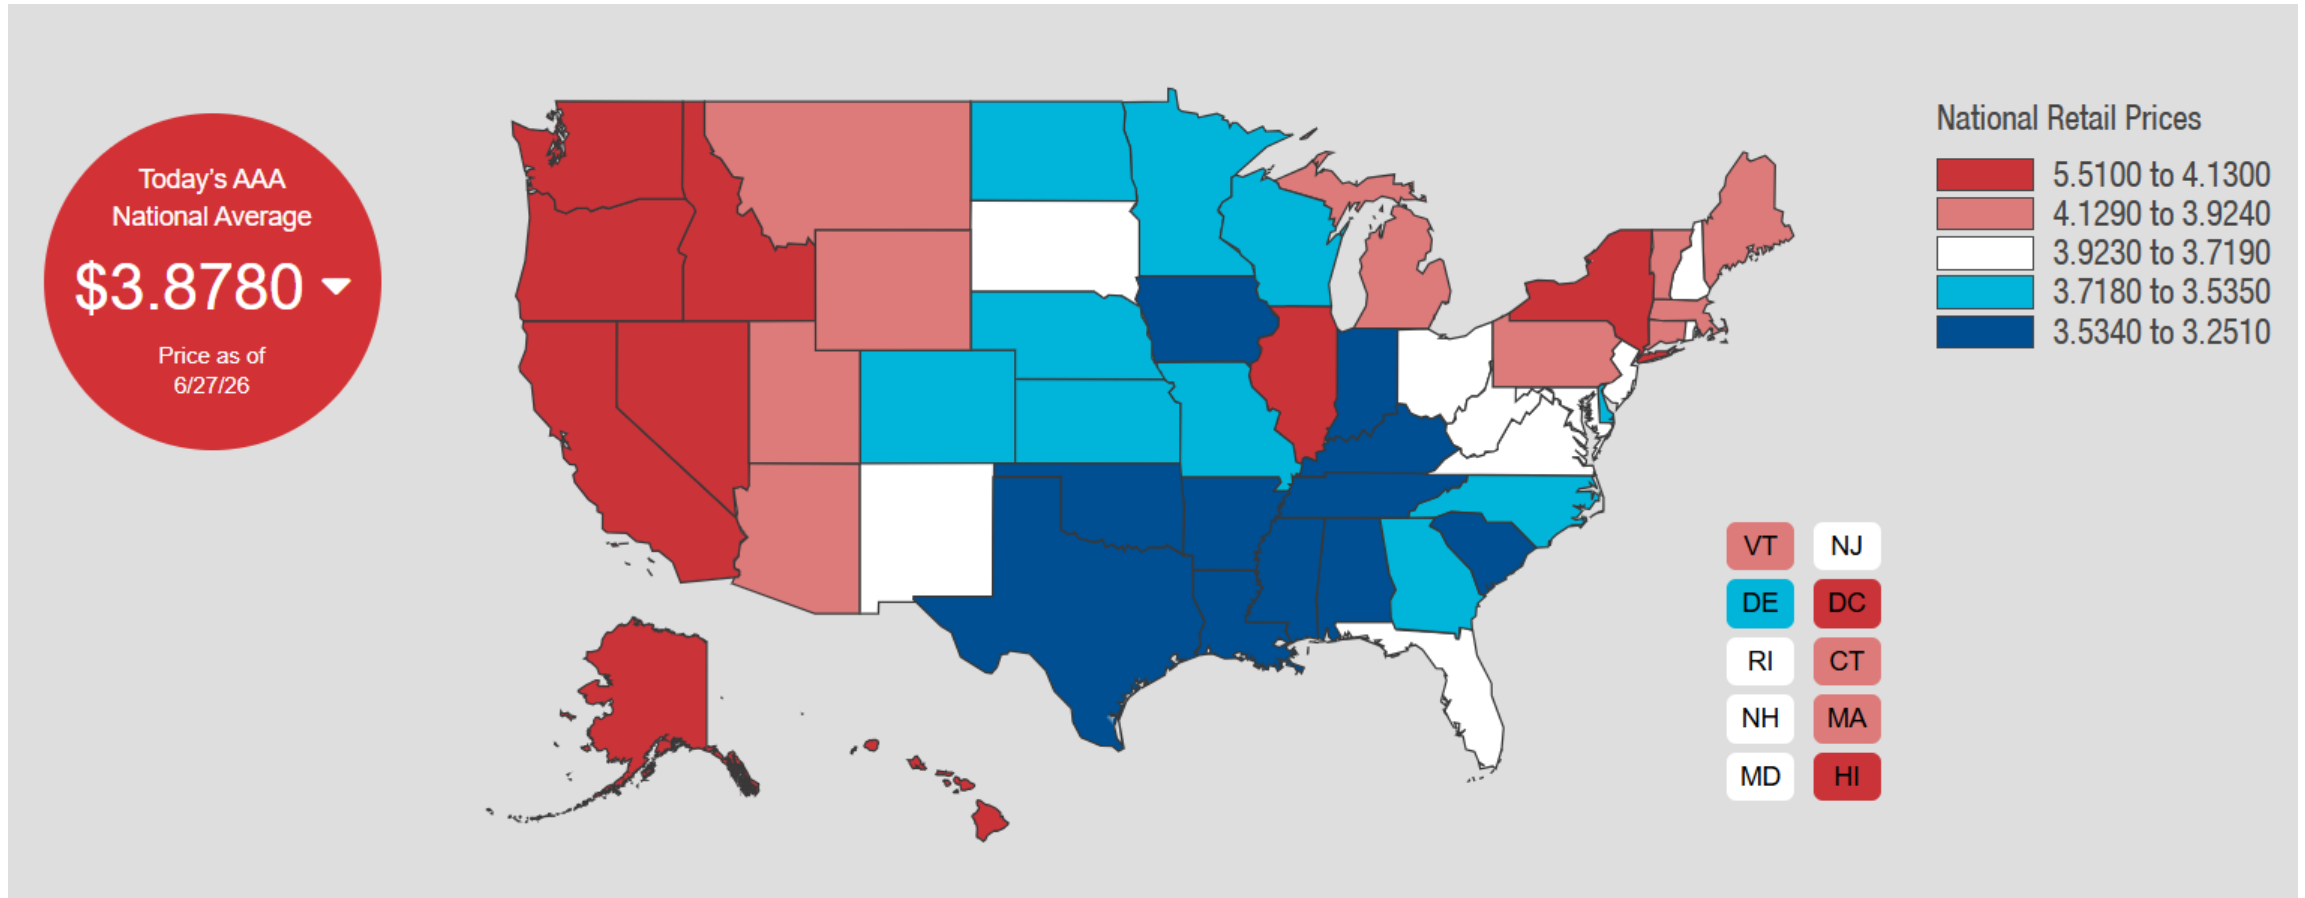 Today's AAA
National Average
$3.8780
Price as of
6/27/26
National Retail Prices
5.5100 to 4.1300
4.1290 to 3.9240
3.9230 to 3.7190
3.7180 to 3.5350
3.5340 to 3.2510
VT NJ
DE DC
RI CT
NH MA
MD HI